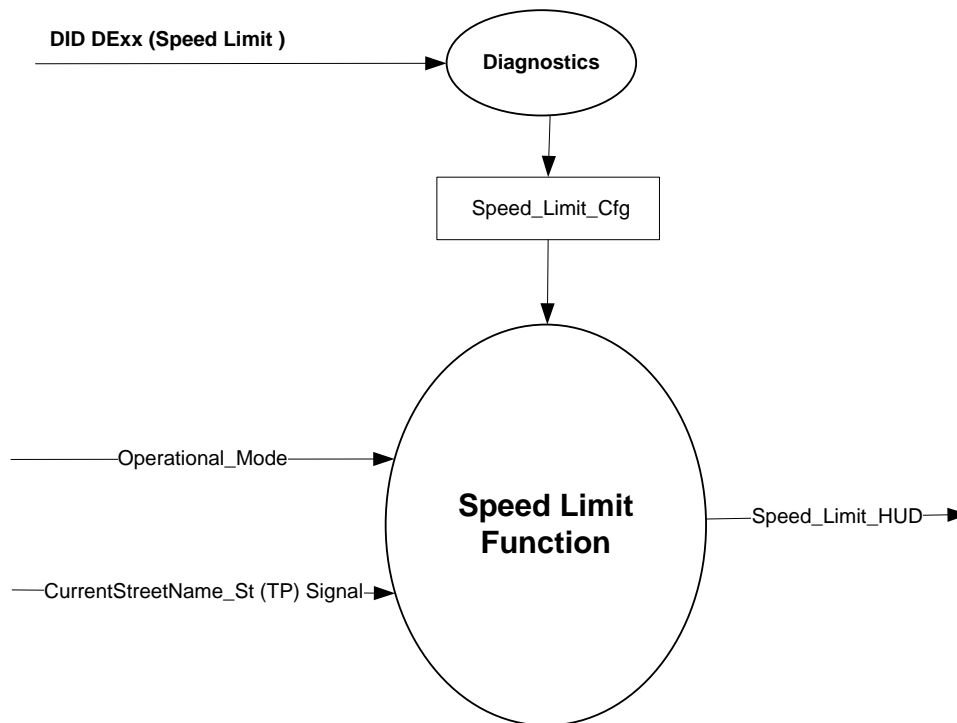 DID DExx (Speed Limit )
Diagnostics
Speed_Limit_Cfg
Operational_Mode
Speed Limit
Function
Speed_Limit_HUD
CurrentStreetName_St (TP) Signal